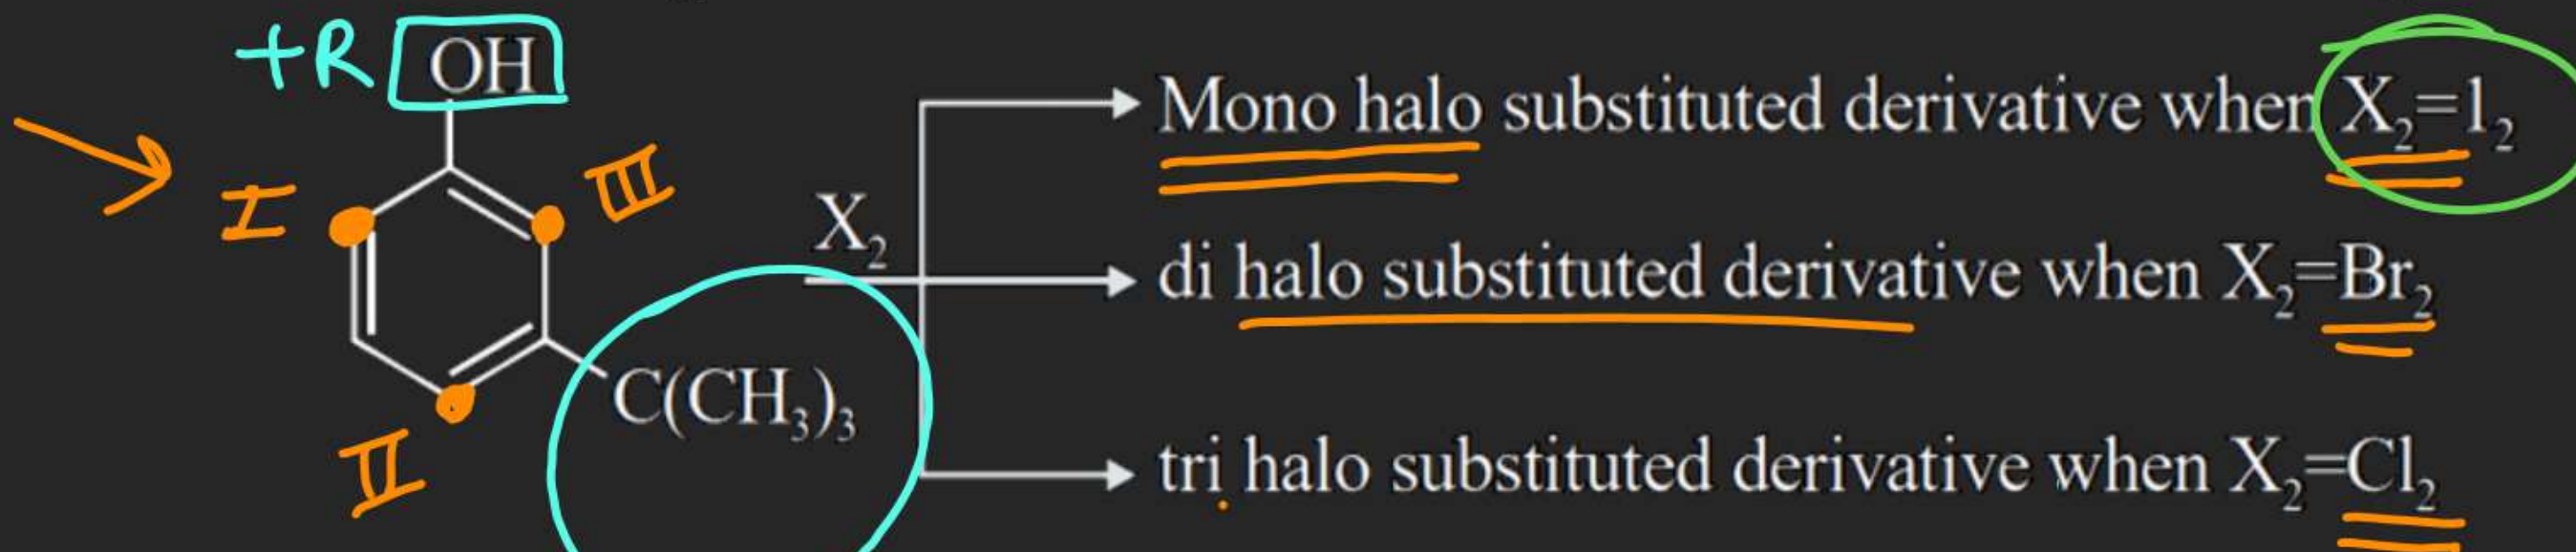 +R OH
Mono halo substituted derivative when X₂=1₂
I III
X₂
di halo substituted derivative when X₂=Br₂
C(CH₃)₃
II
tri halo substituted derivative when X₂=Cl₂